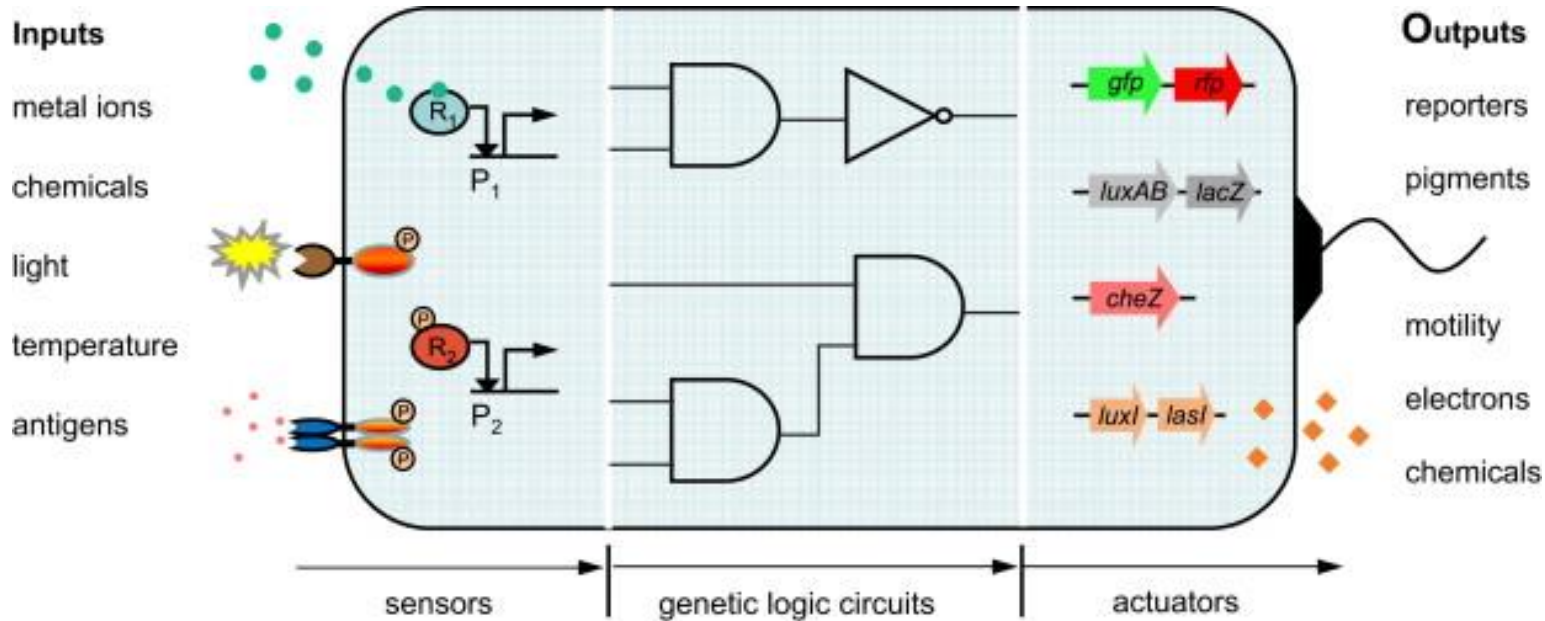 Inputs
metal ions
chemicals
light
temperature
antigens
R1
P1
P
P
R2
P2
P
P
gfp rfp
luxAB lacZ
cheZ
luxI lasI
Outputs
reporters
pigments
motility
electrons
chemicals
sensors
genetic logic circuits
actuators